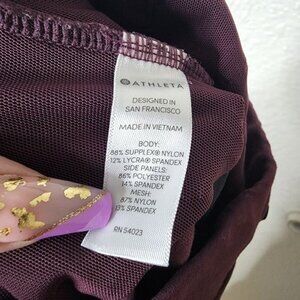 ATHLETA
DESIGNED IN
SAN FRANCISCO
MADE IN VIETNAM
BODY:
88% SUPPLEX® NYLON
12% LYCRA® SPANDEX
SIDE PANELS:
86% POLYESTER
14% SPANDEX
MESH:
87% NYLON
13% SPANDEX
RN 54023